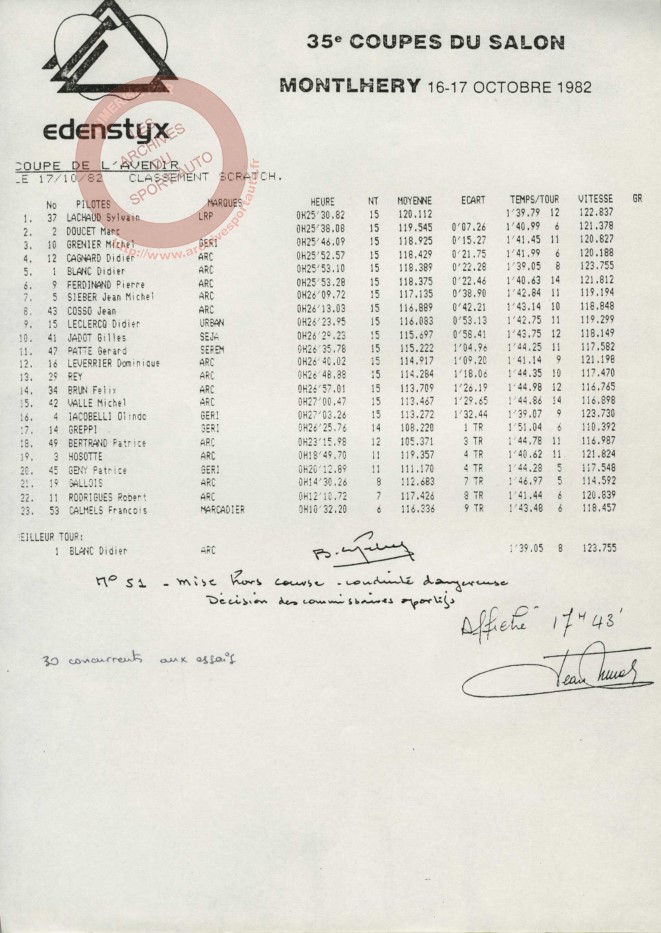 35e COUPES DU SALON
MONTLHERY 16-17 OCTOBRE 1982
edenstyx
LES ARCHIVES DU SPORT AUTO
http://www.archivesportauto.fr
COUPE DE L'AVENIR
LE 17/10/82 CLASSEMENT SCRATCH.
No PILOTES MARQUES HEURE NT MOYENNE ECART TEMPS/TOUR VITESSE GR
1. 37 LACHAUD Sylvain LRP 0H25'30.82 15 120.112 1'39.79 12 122.837
2. 2 DOUCET Marc 0H25'38.08 15 119.545 0'07.26 1'40.99 6 121.378
3. 10 GRENIER Michel GERI 0H25'46.09 15 118.925 0'15.27 1'41.45 11 120.827
4. 12 CAGNARD Didier ARC 0H25'52.57 15 118.429 0'21.75 1'41.99 6 120.188
5. 1 BLANC Didier ARC 0H25'53.10 15 118.389 0'22.28 1'39.05 8 123.755
6. 9 FERDINAND Pierre ARC 0H25'53.28 15 118.375 0'22.46 1'40.63 14 121.812
7. 5 SIEBER Jean Michel ARC 0H26'09.72 15 117.135 0'38.90 1'42.84 11 119.194
8. 43 COSSO Jean ARC 0H26'13.03 15 116.889 0'42.21 1'43.14 10 118.848
9. 15 LECLERCQ Didier URBAN 0H26'23.95 15 116.083 0'53.13 1'42.75 11 119.299
10. 41 JADOT Gilles SEJA 0H26'29.23 15 115.697 0'58.41 1'43.75 12 118.149
11. 47 PATTE Gerard SEREM 0H26'35.78 15 115.222 1'04.96 1'44.25 11 117.582
12. 16 LEVERRIER Dominique ARC 0H26'40.02 15 114.917 1'09.20 1'41.14 9 121.198
13. 29 REY ARC 0H26'48.88 15 114.284 1'18.06 1'44.35 10 117.470
14. 34 BRUN Felix ARC 0H26'57.01 15 113.709 1'26.19 1'44.98 12 116.765
15. 42 VALLE Michel ARC 0H27'00.47 15 113.467 1'29.65 1'44.86 14 116.898
16. 4 IACOBELLI Olindo GERI 0H27'03.26 15 113.272 1'32.44 1'39.07 9 123.730
17. 14 GREPPI GERI 0H26'25.76 14 108.220 1 TR 1'51.04 6 110.392
18. 49 BERTRAND Patrice ARC 0H23'15.98 12 105.371 3 TR 1'44.78 11 116.987
19. 3 HOSOTTE ARC 0H18'49.70 11 119.357 4 TR 1'40.62 11 121.824
20. 45 GENY Patrice GERI 0H20'12.89 11 111.170 4 TR 1'44.28 5 117.548
21. 19 GALLOIS ARC 0H14'30.26 8 112.683 7 TR 1'46.97 5 114.592
22. 11 RODRIGUES Robert ARC 0H12'10.72 7 117.426 8 TR 1'41.44 6 120.839
23. 53 CALMELS Francois MARCADIER 0H10'32.20 6 116.336 9 TR 1'43.48 6 118.457
EILLEUR TOUR:
1 BLANC Didier ARC 1'39.05 8 123.755
No 51 - mise hors course - conduite dangereuse
Décision des commissaires sportifs
Affiché 17H43'
30 concurrents aux essais